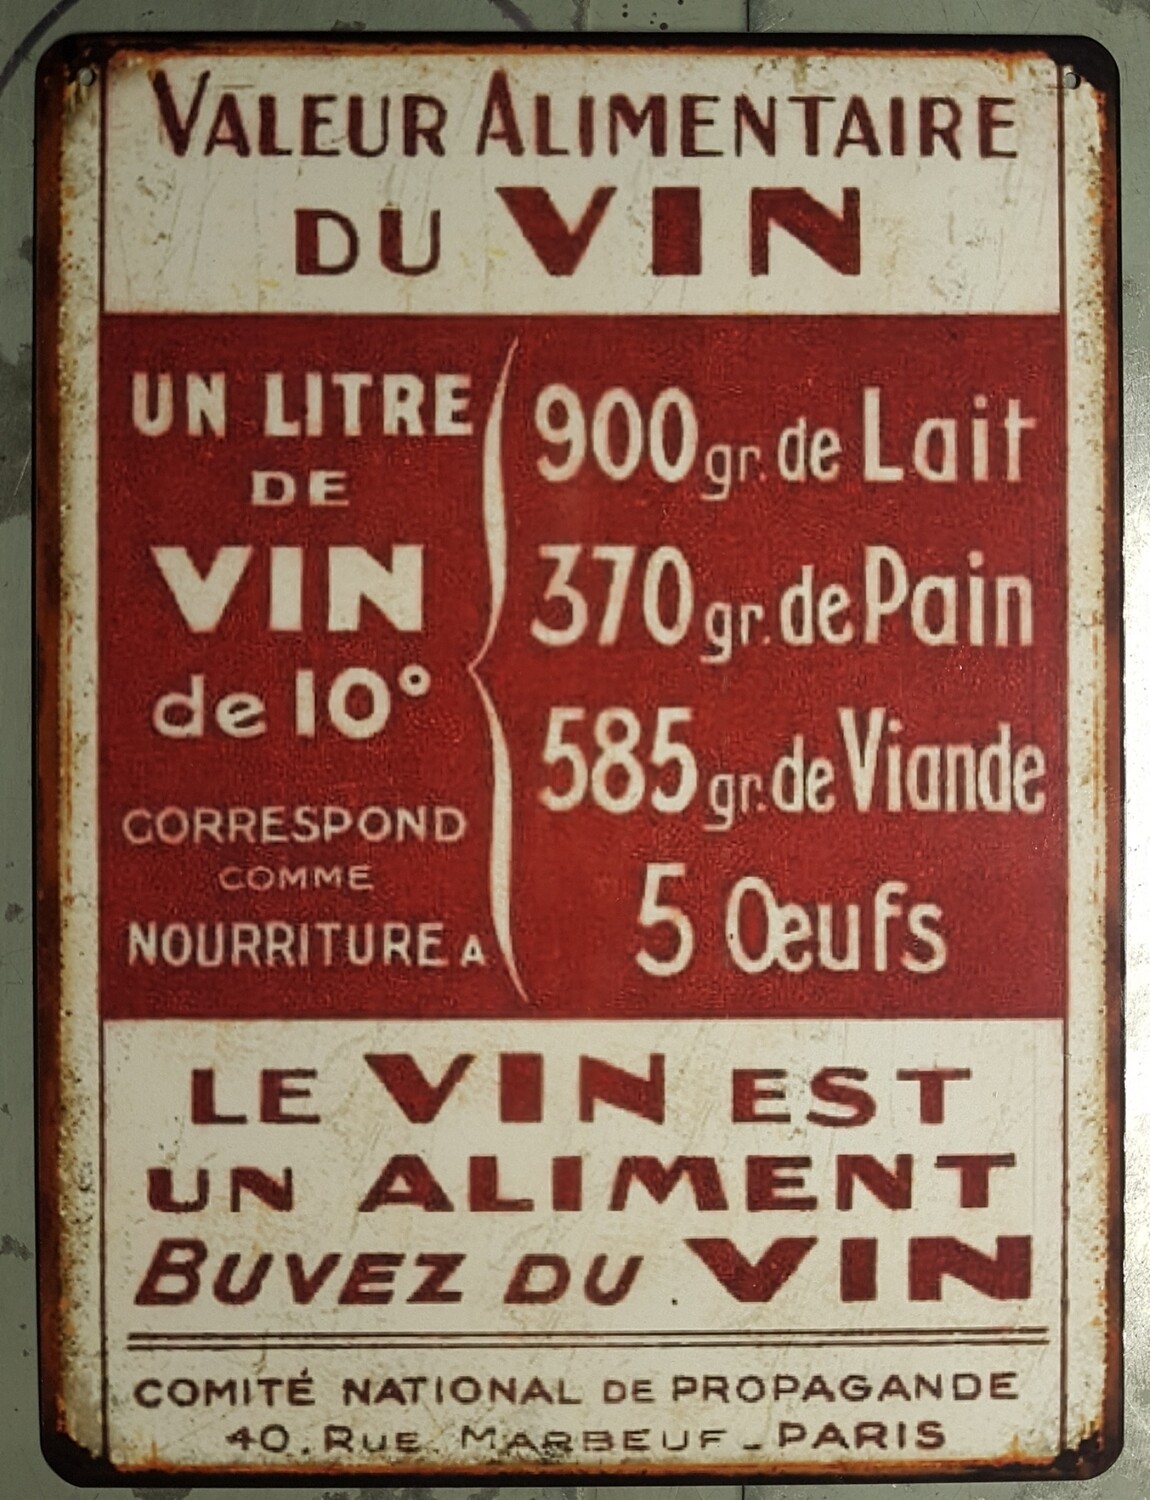 VALEUR ALIMENTAIRE
DU VIN
UN LITRE
DE
VIN
de 10°
CORRESPOND
COMME
NOURRITURE A
900 gr. de Lait
370 gr. de Pain
585 gr. de Viande
5 Œufs
LE VIN EST
UN ALIMENT
BUVEZ DU VIN
COMITÉ NATIONAL DE PROPAGANDE
40, RUE MARBEUF - PARIS